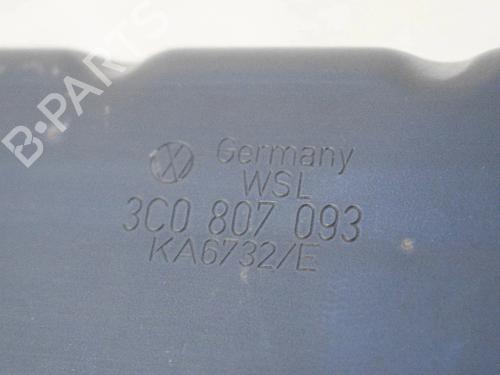 B-PARTS
Germany
WSL
3C0 807 093
KA6732/E